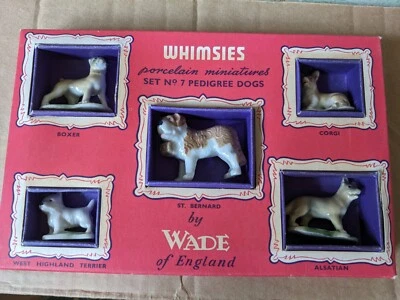 WHIMSIES
porcelain miniatures
SET Nº 7 PEDIGREE DOGS
BOXER
CORGI
ST. BERNARD
WEST HIGHLAND TERRIER
by
WADE
of England
ALSATIAN